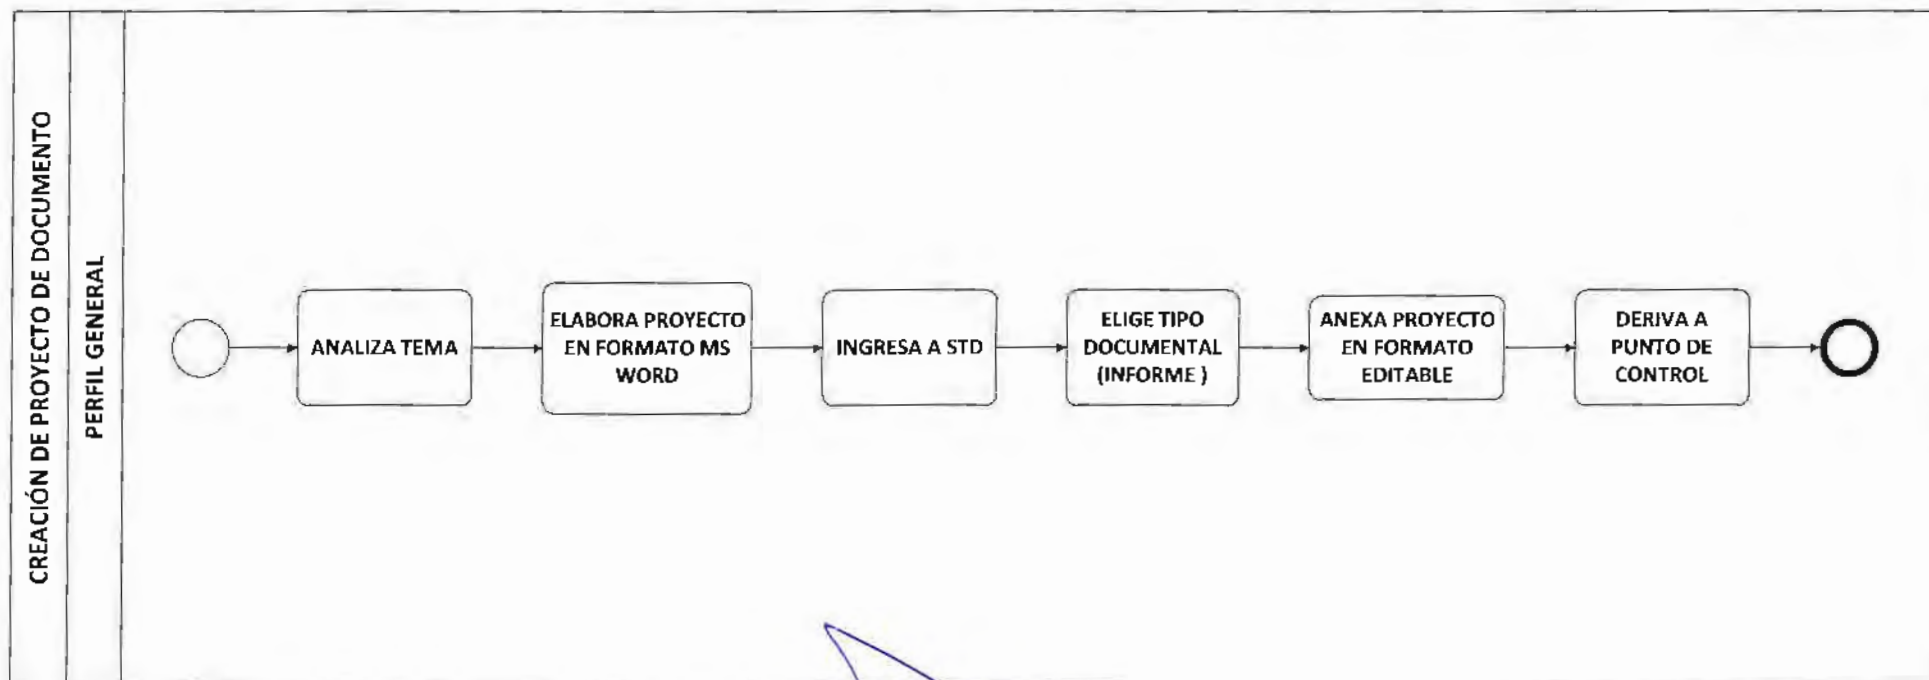 CREACIÓN DE PROYECTO DE DOCUMENTO
PERFIL GENERAL
ANALIZA TEMA
ELABORA PROYECTO
EN FORMATO MS
WORD
INGRESA A STD
ELIGE TIPO
DOCUMENTAL
(INFORME )
ANEXA PROYECTO
EN FORMATO
EDITABLE
DERIVA A
PUNTO DE
CONTROL